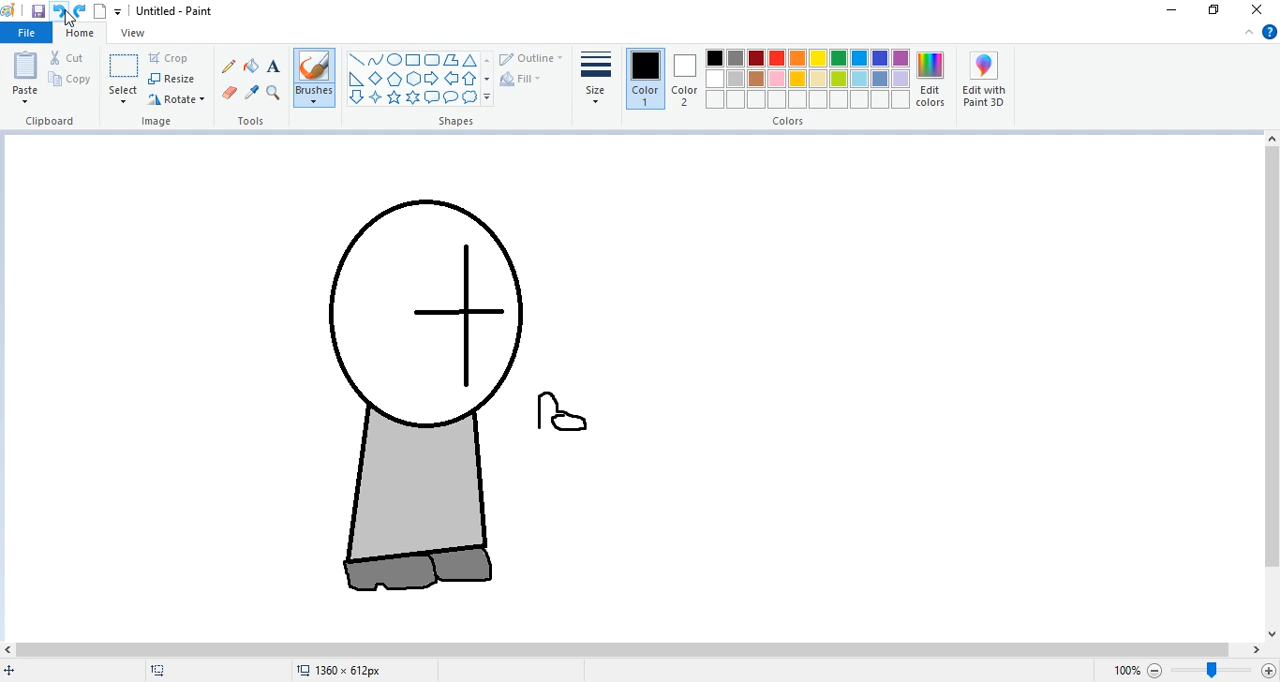 Untitled - Paint
File Home View
Paste Cut Copy Clipboard
Select Crop Resize Rotate Image
A Tools
Brushes
Outline Fill Shapes
Size
Color 1 Color 2 Edit colors Colors
Edit with Paint 3D
1360 × 612px 100%